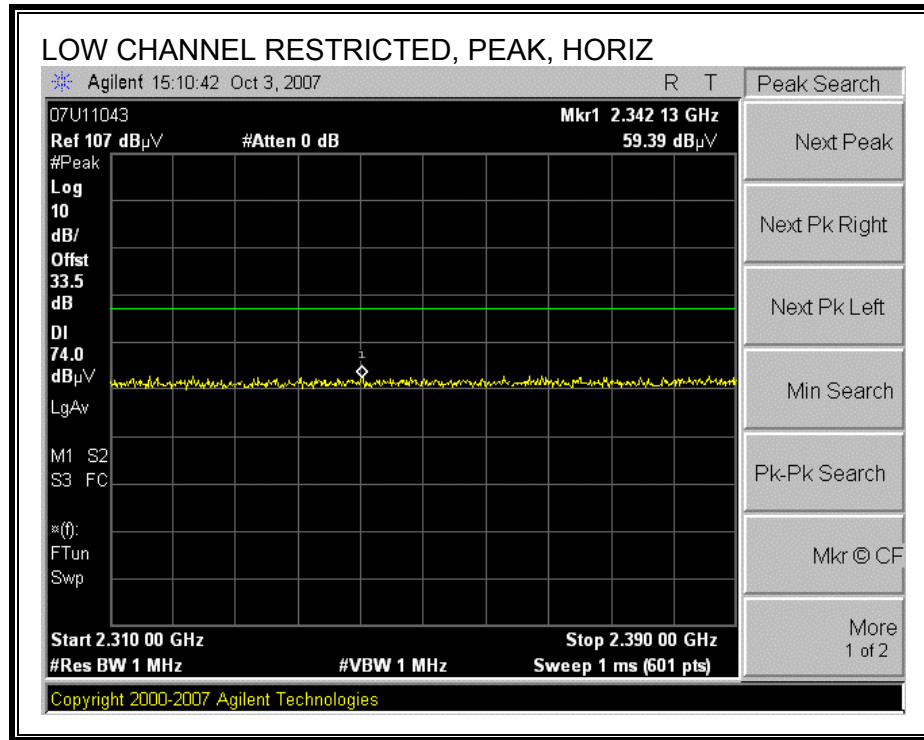 LOW CHANNEL RESTRICTED, PEAK, HORIZ
Agilent 15:10:42 Oct 3, 2007
R T
Peak Search
07U11043
Mkr1 2.342 13 GHz
Ref 107 dBµV
#Atten 0 dB
59.39 dBµV
Next Peak
#Peak
Log
10
dB/
Offst
33.5
dB
DI
74.0
dBµV
LgAv
M1 S2
S3 FC
¤(f):
FTun
Swp
1
Next Pk Right
Next Pk Left
Min Search
Pk-Pk Search
Mkr © CF
More
1 of 2
Start 2.310 00 GHz
Stop 2.390 00 GHz
#Res BW 1 MHz
#VBW 1 MHz
Sweep 1 ms (601 pts)
Copyright 2000-2007 Agilent Technologies